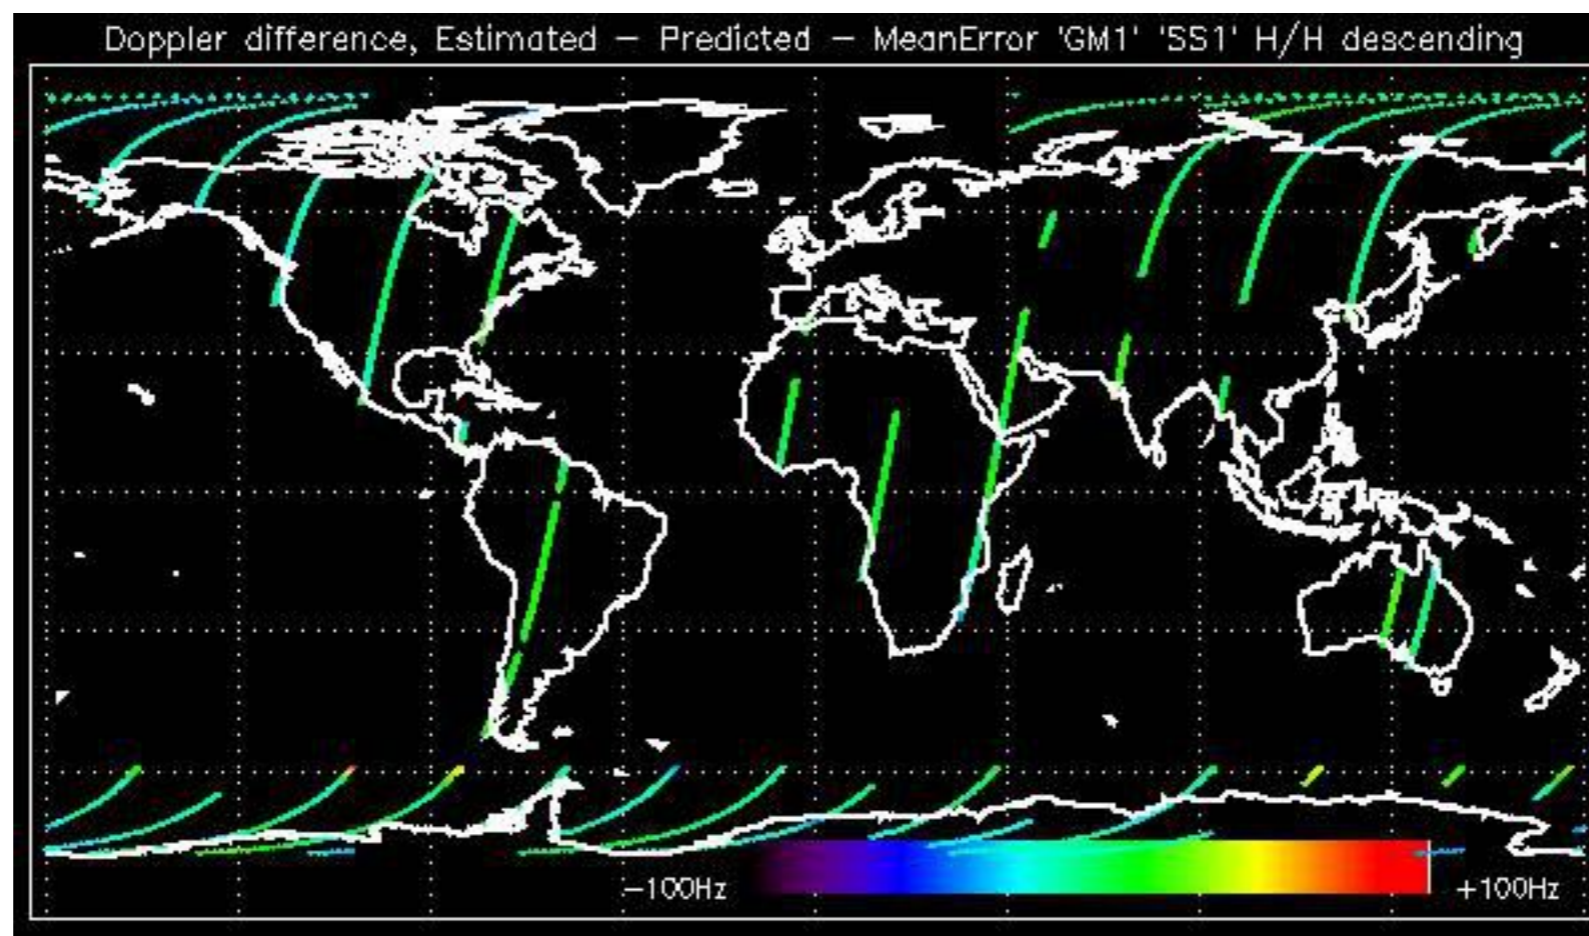 Doppler difference, Estimated – Predicted – MeanError 'GM1' 'SS1' H/H descending
–100Hz +100Hz